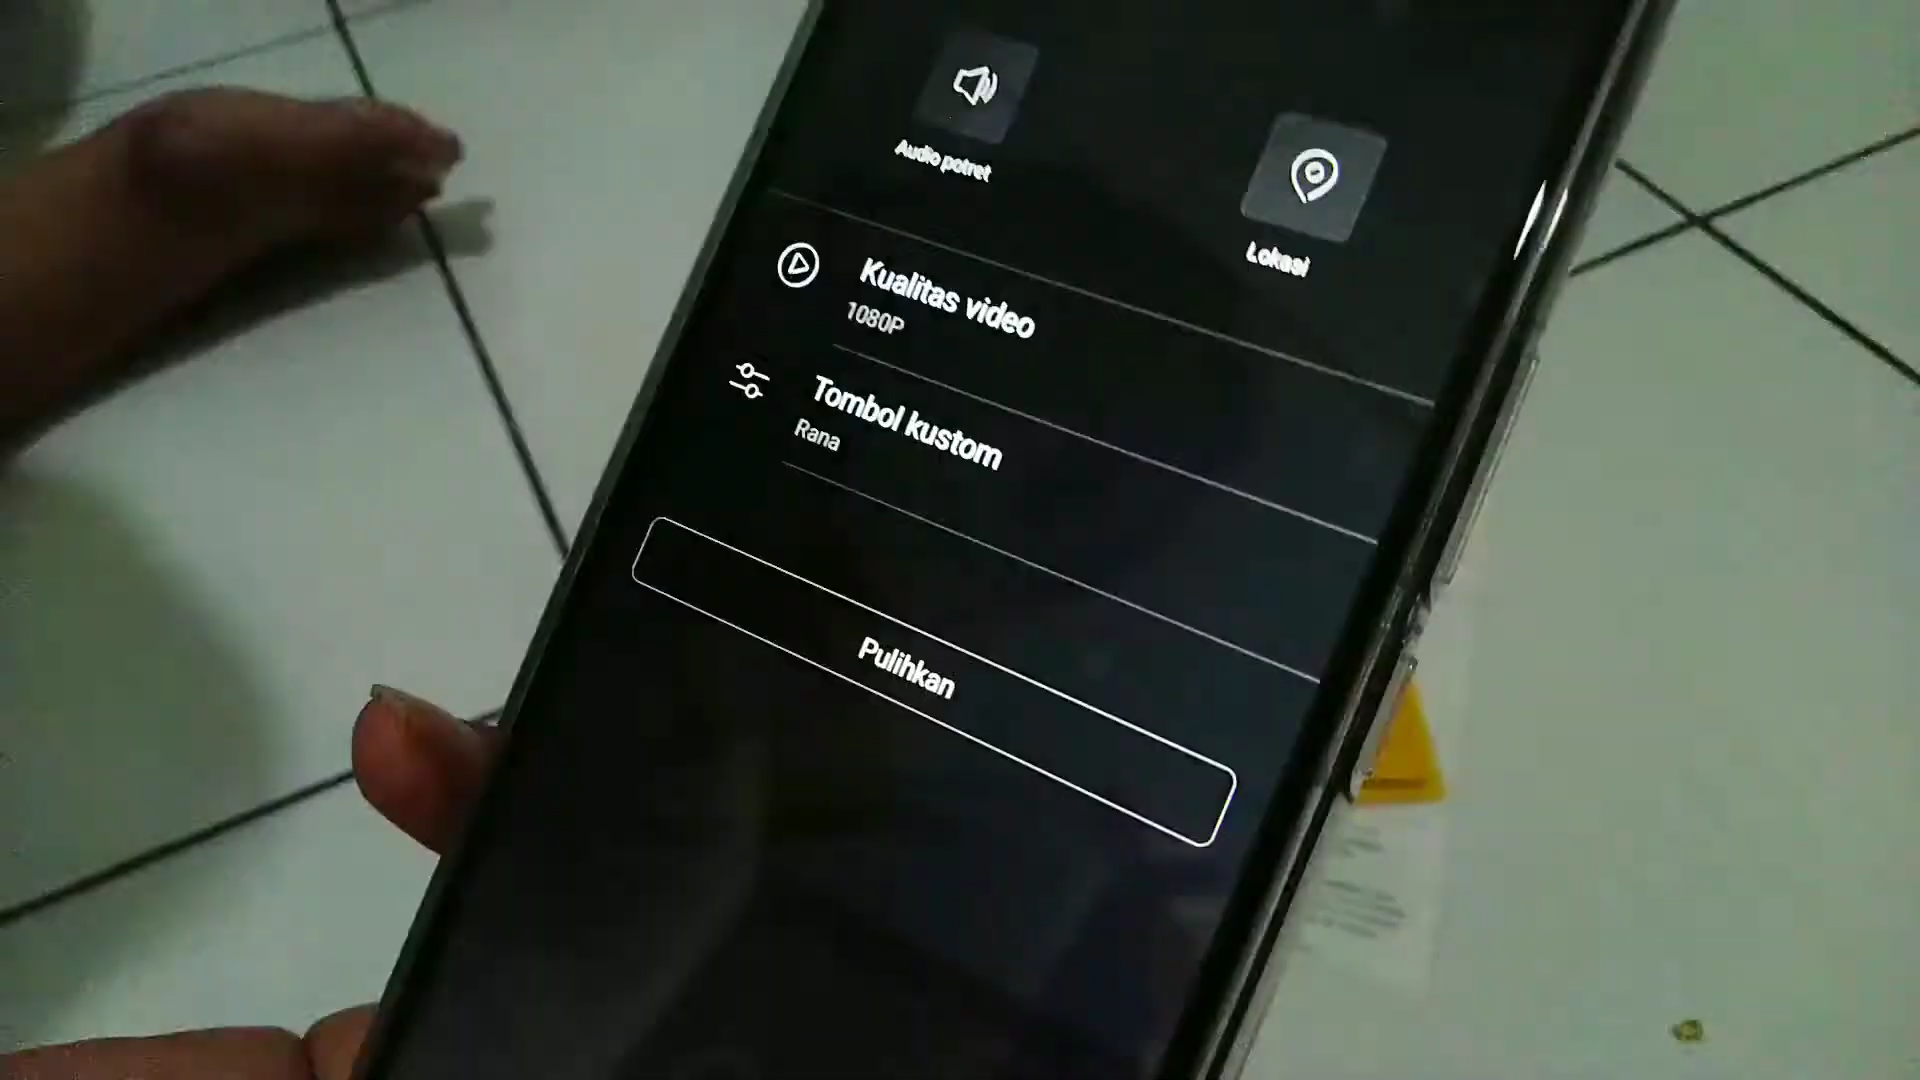 Audio potret
Lokasi
Kualitas video
1080P
Tombol kustom
Rana
Pulihkan